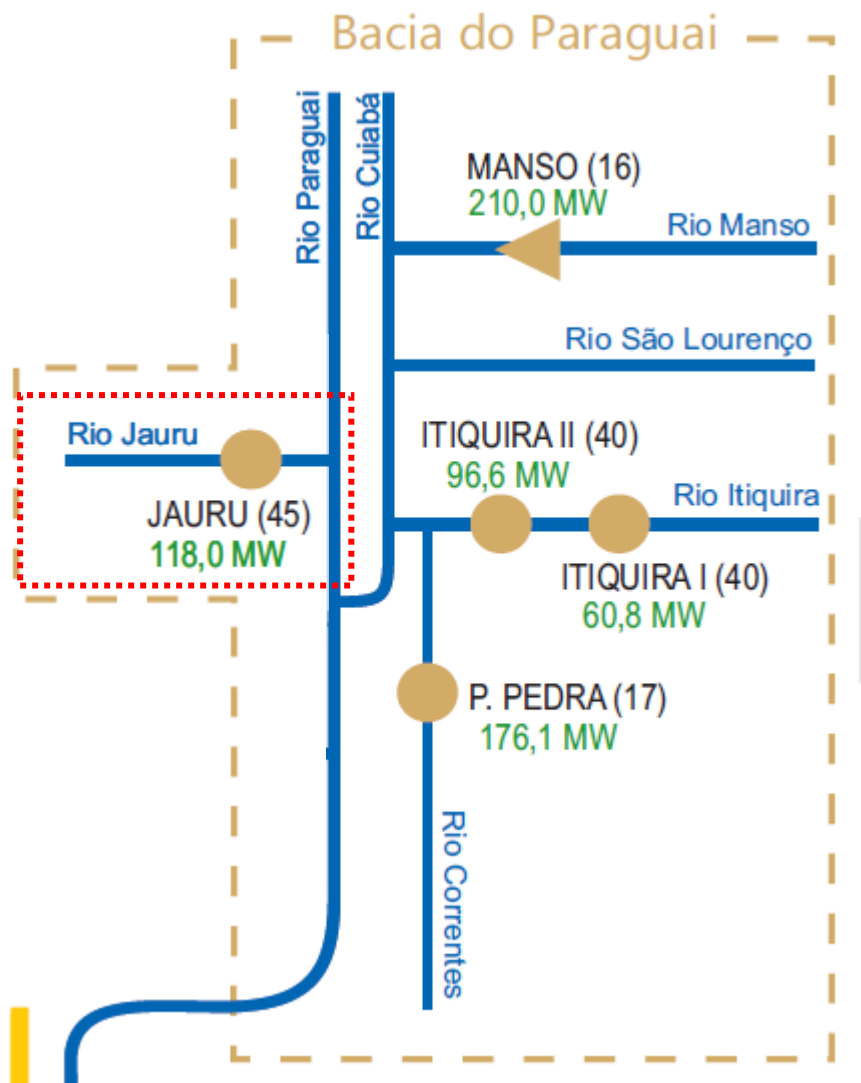 Bacia do Paraguai
Rio Paraguai
Rio Cuiabá
MANSO (16)
210,0 MW
Rio Manso
Rio São Lourenço
Rio Jauru
JAURU (45)
118,0 MW
ITIQUIRA II (40)
96,6 MW
Rio Itiquira
ITIQUIRA I (40)
60,8 MW
P. PEDRA (17)
176,1 MW
Rio Correntes